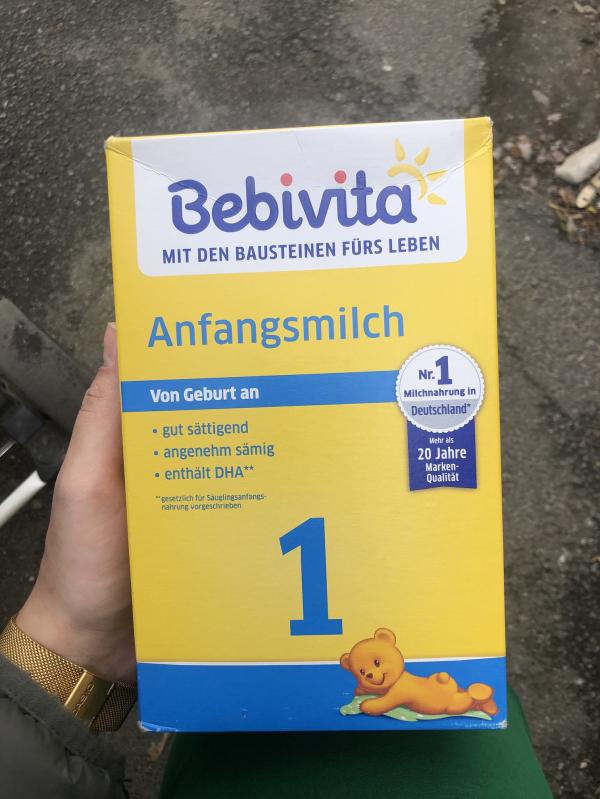 Bebivita
MIT DEN BAUSTEINEN FÜRS LEBEN
Anfangsmilch
Von Geburt an
• gut sättigend
• angenehm sämig
• enthält DHA**
**gesetzlich für Säuglingsanfangs-
nahrung vorgeschrieben
Nr.1
Milchnahrung in
Deutschland*
Mehr als
20 Jahre
Marken-
Qualität
1